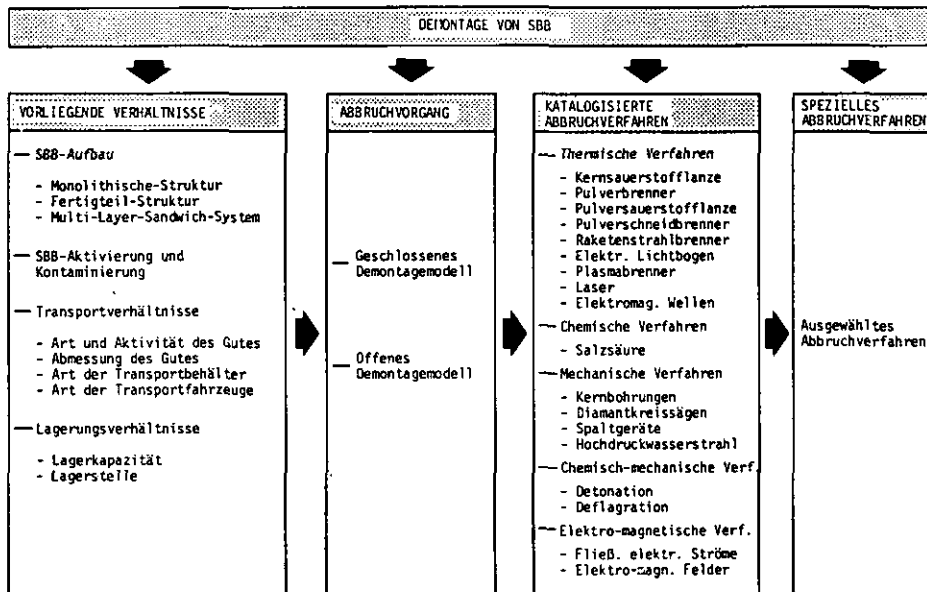 DEMONTAGE VON SBB
VORLIEGENDE VERHÄLTNISSE
— SBB-Aufbau
- Monolithische-Struktur
- Fertigteil-Struktur
- Multi-Layer-Sandwich-System
— SBB-Aktivierung und
Kontaminierung
— Transportverhältnisse
- Art und Aktivität des Gutes
- Abmessung des Gutes
- Art der Transportbehälter
- Art der Transportfahrzeuge
— Lagerungsverhältnisse
- Lagerkapazität
- Lagerstelle
ABBRUCHVORGANG
— Geschlossenes
Demontagemodell
— Offenes
Demontagemodell
KATALOGISIERTE
ABBRUCHVERFAHREN
— Thermische Verfahren
- Kernsauerstofflanze
- Pulverbrenner
- Pulversauerstofflanze
- Pulverschneidbrenner
- Raketenstrahlbrenner
- Elektr. Lichtbogen
- Plasmabrenner
- Laser
- Elektromag. Wellen
— Chemische Verfahren
- Salzsäure
— Mechanische Verfahren
- Kernbohrungen
- Diamantkreissägen
- Spaltgeräte
- Hochdruckwasserstrahl
— Chemisch-mechanische Verf.
- Detonation
- Deflagration
— Elektro-magnetische Verf.
- Fließ. elektr. Ströme
- Elektro-magn. Felder
SPEZIELLES
ABBRUCHVERFAHREN
Ausgewähltes
Abbruchverfahren